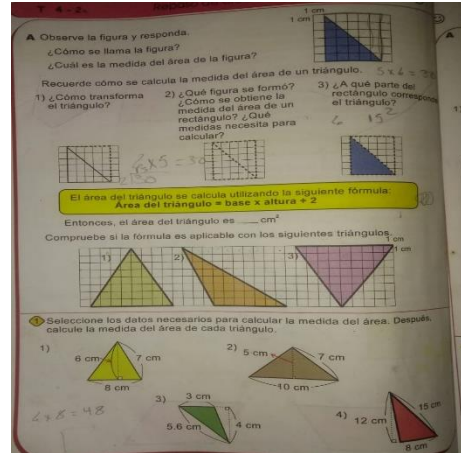 1 cm
1 cm
A Observe la figura y responda.
¿Cómo se llama la figura?
¿Cuál es la medida del área de la figura?
Recuerde cómo se calcula la medida del área de un triángulo.
1) ¿Cómo transforma el triángulo?
2) ¿Qué figura se formó? ¿Cómo se obtiene la medida del área de un rectángulo? ¿Qué medidas necesita para calcular?
3) ¿A qué parte del rectángulo corresponde el triángulo?
El área del triángulo se calcula utilizando la siguiente fórmula:
Área del triángulo = base x altura ÷ 2
Entonces, el área del triángulo es ____ cm²
Compruebe si la fórmula es aplicable con los siguientes triángulos.
1 cm
1 cm
1)
2)
3)
1 Seleccione los datos necesarios para calcular la medida del área. Después, calcule la medida del área de cada triángulo.
1)
6 cm
7 cm
8 cm
2)
5 cm
7 cm
10 cm
3)
3 cm
5.6 cm
4 cm
4)
12 cm
15 cm
8 cm